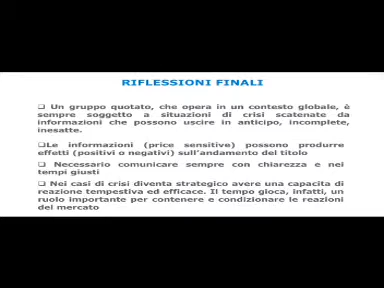 RIFLESSIONI FINALI
❑ Un gruppo quotato, che opera in un contesto globale, è
sempre soggetto a situazioni di crisi scatenate da
informazioni che possono uscire in anticipo, incomplete,
inesatte.
❑Le informazioni (price sensitive) possono produrre
effetti (positivi o negativi) sull'andamento del titolo
❑ Necessario comunicare sempre con chiarezza e nei
tempi giusti
❑ Nei casi di crisi diventa strategico avere una capacita di
reazione tempestiva ed efficace. Il tempo gioca, infatti, un
ruolo importante per contenere e condizionare le reazioni
del mercato